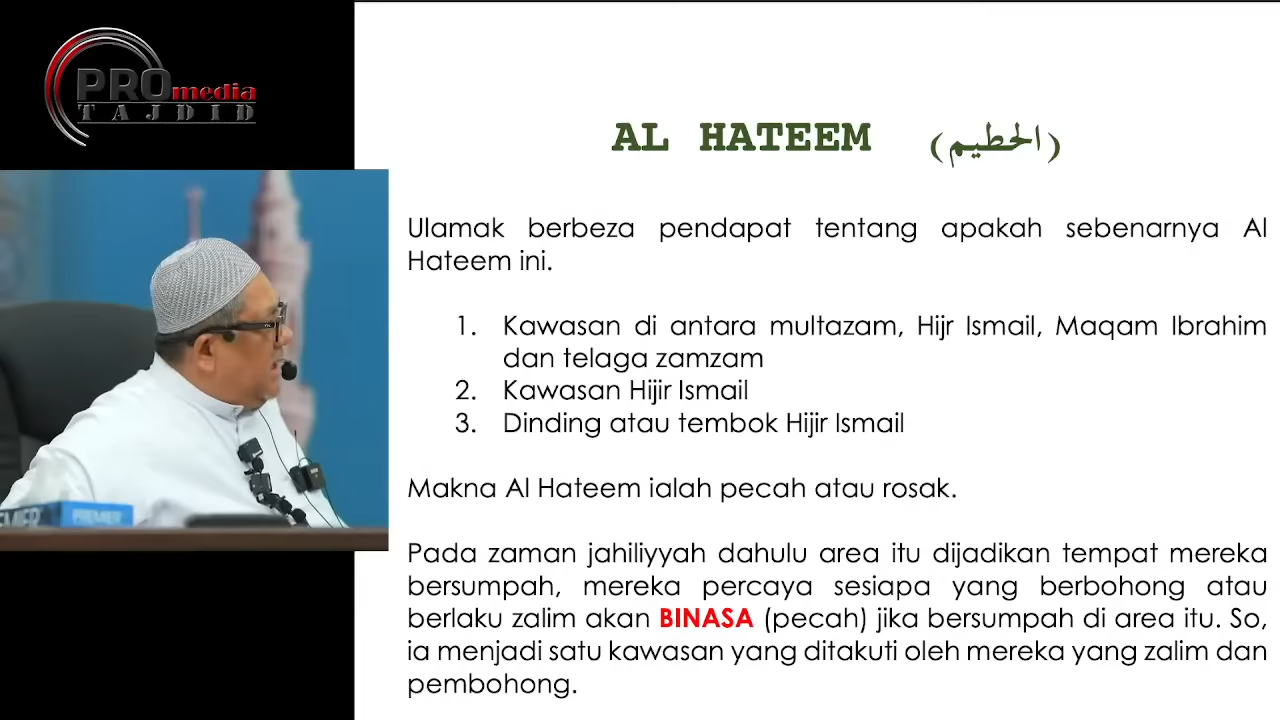 PROmedia
TAJDID
AL HATEEM (الحطيم)
Ulamak berbeza pendapat tentang apakah sebenarnya Al
Hateem ini.
1. Kawasan di antara multazam, Hijr Ismail, Maqam Ibrahim
dan telaga zamzam
2. Kawasan Hijir Ismail
3. Dinding atau tembok Hijir Ismail
Makna Al Hateem ialah pecah atau rosak.
PREMIER
Pada zaman jahiliyyah dahulu area itu dijadikan tempat mereka
bersumpah, mereka percaya sesiapa yang berbohong atau
berlaku zalim akan BINASA (pecah) jika bersumpah di area itu. So,
ia menjadi satu kawasan yang ditakuti oleh mereka yang zalim dan
pembohong.